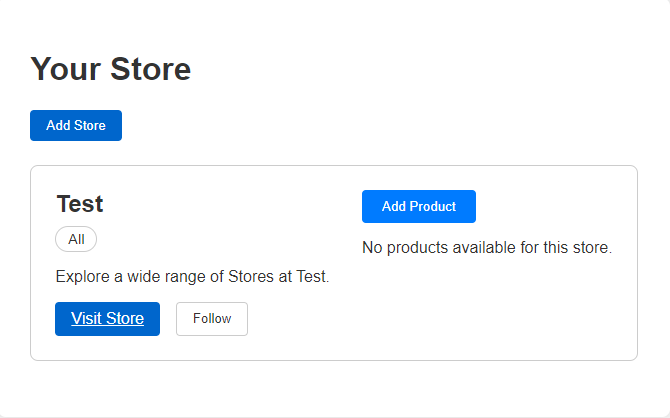 Your Store
Add Store
Test
All
Explore a wide range of Stores at Test.
Visit Store
Follow
Add Product
No products available for this store.